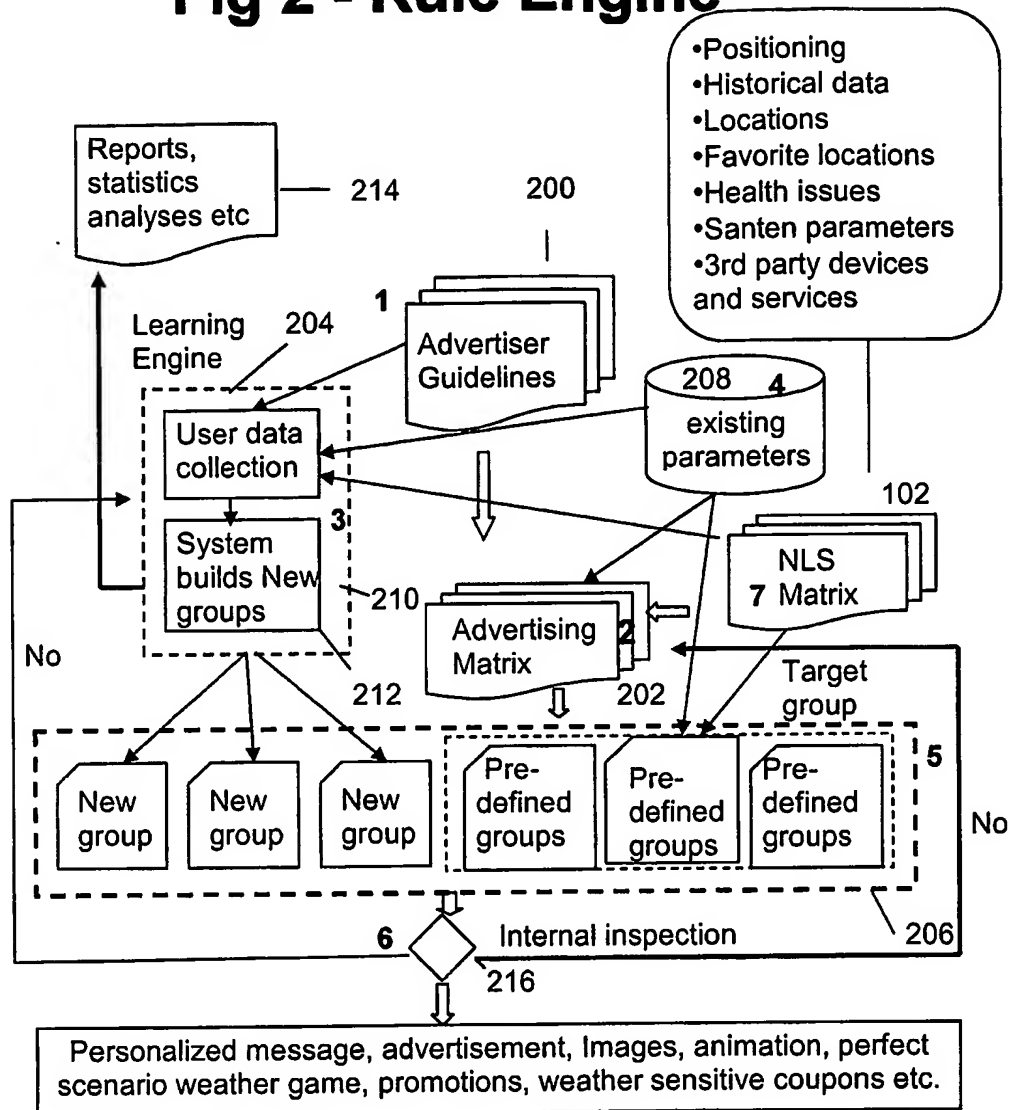 Fig 2 - Rule Engine
•Positioning
•Historical data
•Locations
•Favorite locations
•Health issues
•Santen parameters
•3rd party devices
and services
Reports,
statistics
analyses etc
214
200
1
Advertiser
Guidelines
Learning
Engine
204
208
4
existing
parameters
User data
collection
3
System
builds New
groups
210
212
102
NLS
7 Matrix
Advertising
Matrix
2
202
No
Target
group
5
New
group
New
group
New
group
Pre-
defined
groups
Pre-
defined
groups
Pre-
defined
groups
No
206
6
Internal inspection
216
Personalized message, advertisement, Images, animation, perfect
scenario weather game, promotions, weather sensitive coupons etc.